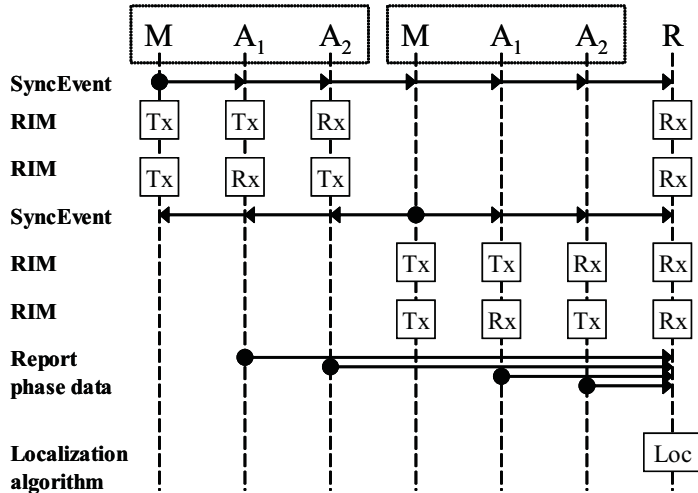 M A₁ A₂ M A₁ A₂ R
SyncEvent
RIM Tx Tx Rx Rx
RIM Tx Rx Tx Rx
SyncEvent
RIM Tx Tx Rx Rx
RIM Tx Rx Tx Rx
Report
phase data
Localization Loc
algorithm